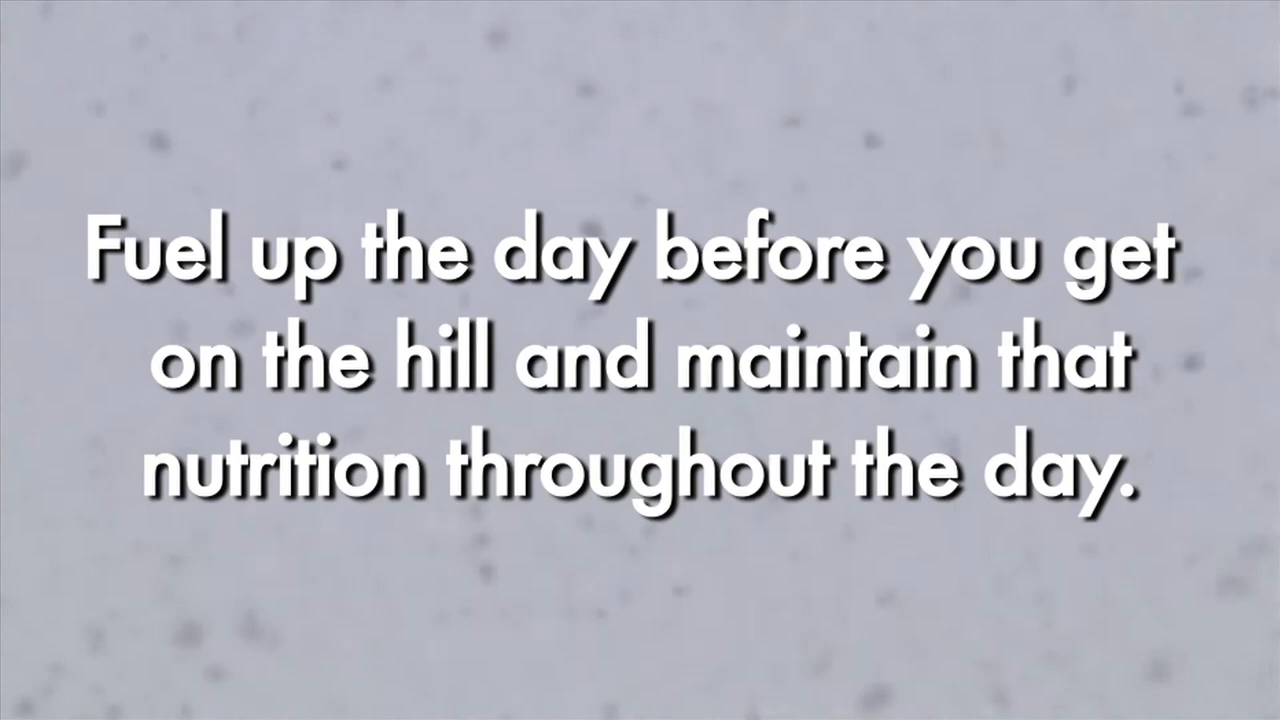 Fuel up the day before you get
on the hill and maintain that
nutrition throughout the day.